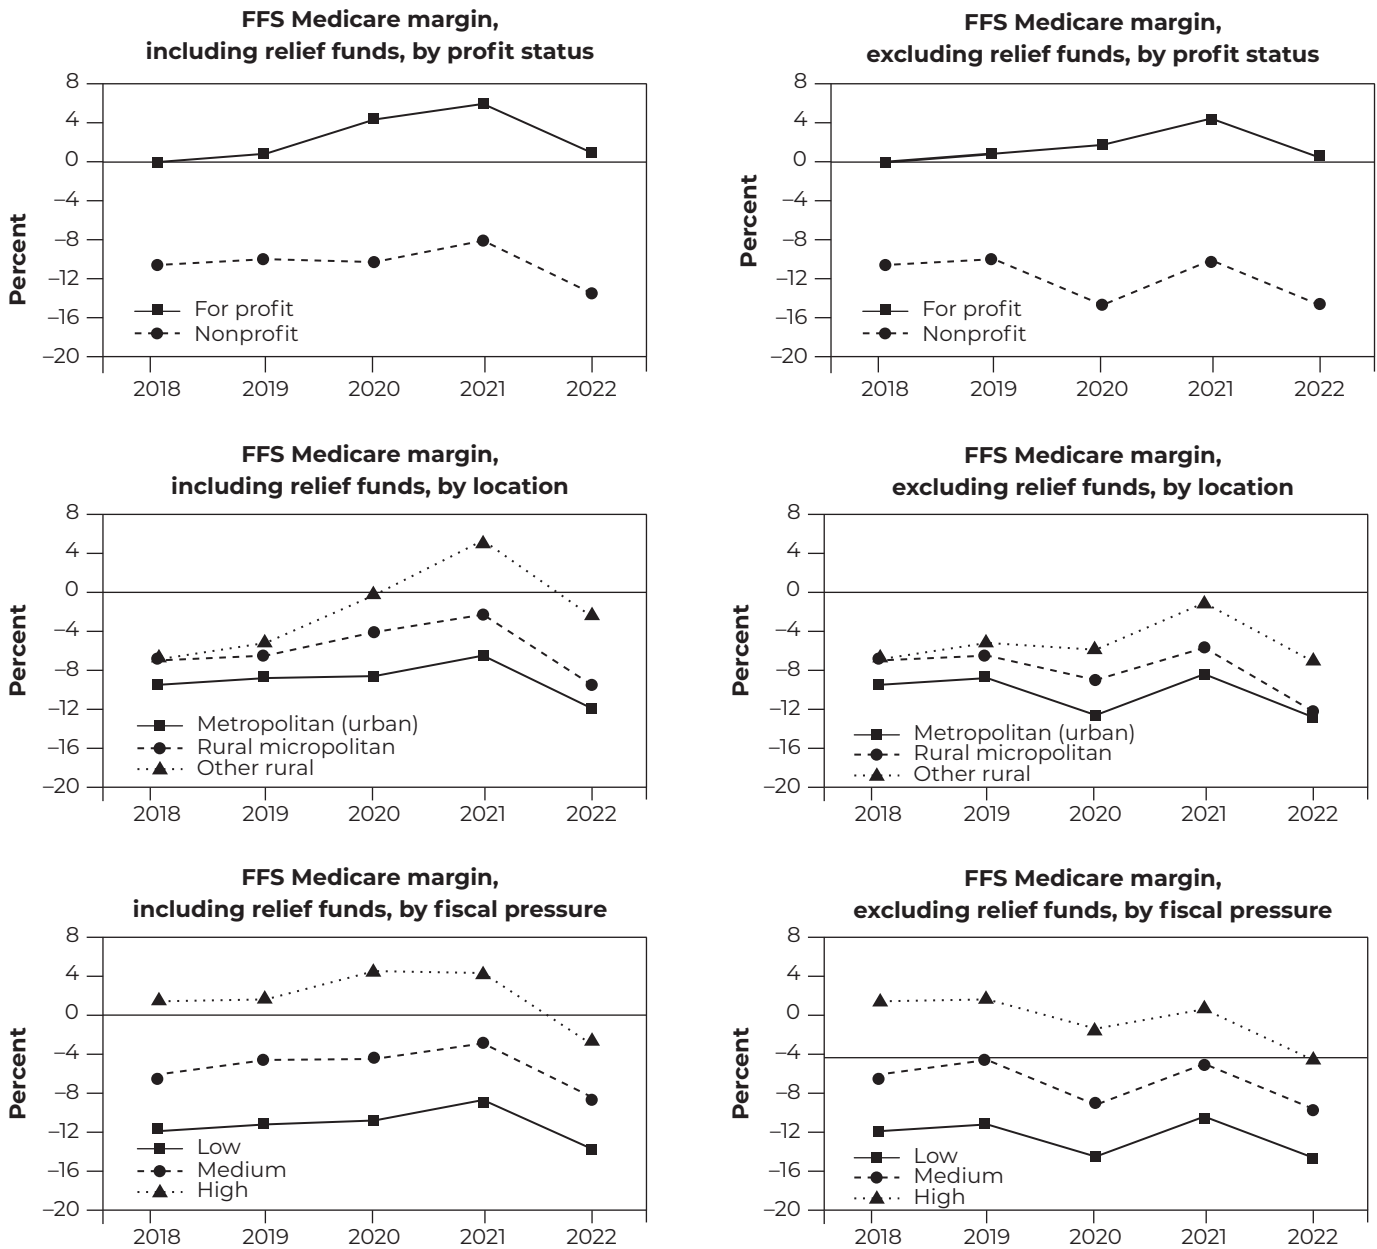 FFS Medicare margin,
including relief funds, by profit status
8
4
0
–4
–8
–12
–16
–20
Percent
For profit
Nonprofit
2018 2019 2020 2021 2022
FFS Medicare margin,
excluding relief funds, by profit status
8
4
0
–4
–8
–12
–16
–20
Percent
For profit
Nonprofit
2018 2019 2020 2021 2022
FFS Medicare margin,
including relief funds, by location
8
4
0
–4
–8
–12
–16
–20
Percent
Metropolitan (urban)
Rural micropolitan
Other rural
2018 2019 2020 2021 2022
FFS Medicare margin,
excluding relief funds, by location
8
4
0
–4
–8
–12
–16
–20
Percent
Metropolitan (urban)
Rural micropolitan
Other rural
2018 2019 2020 2021 2022
FFS Medicare margin,
including relief funds, by fiscal pressure
8
4
0
–4
–8
–12
–16
–20
Percent
Low
Medium
High
2018 2019 2020 2021 2022
FFS Medicare margin,
excluding relief funds, by fiscal pressure
8
4
0
–4
–8
–12
–16
–20
Percent
Low
Medium
High
2018 2019 2020 2021 2022